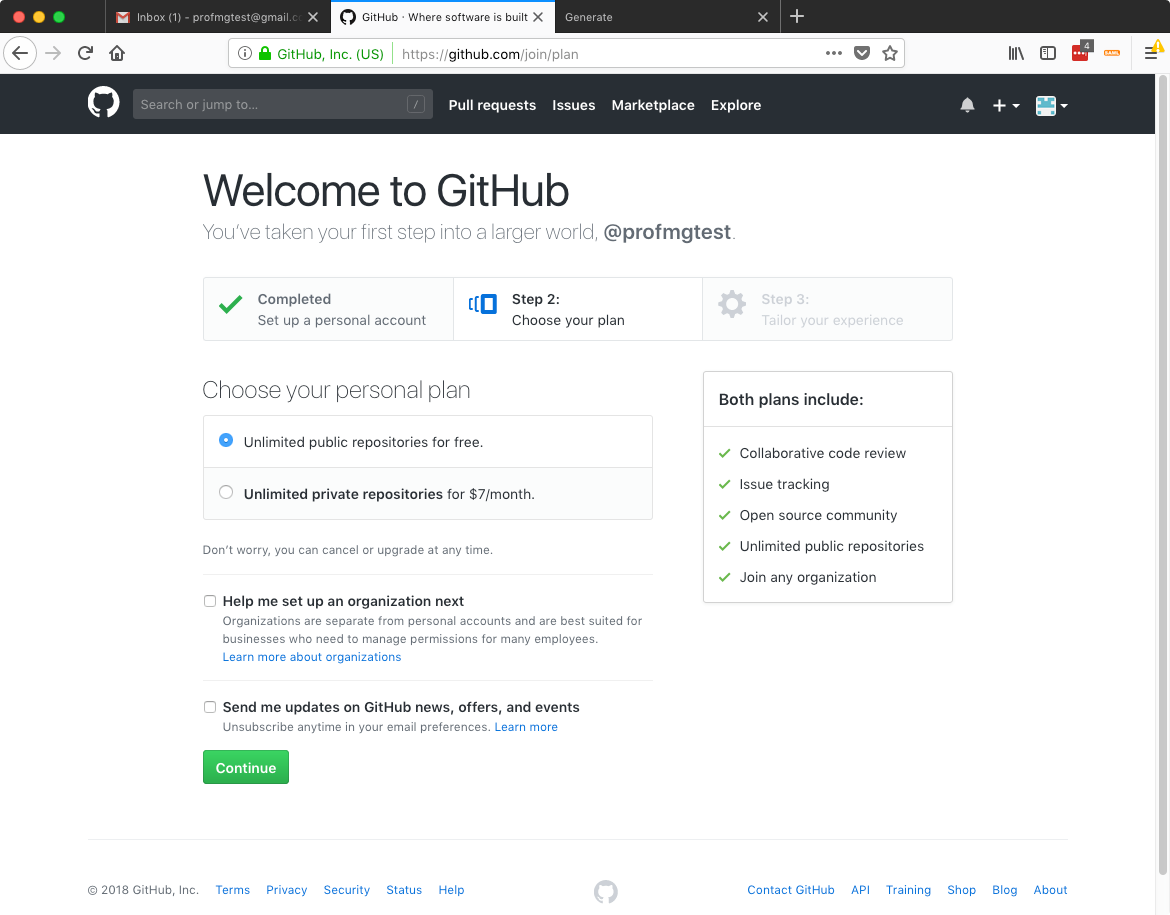 Inbox (1) - profmgtest@gmail.co
GitHub · Where software is built
Generate
GitHub, Inc. (US)
https://github.com/join/plan
4
SAML
Search or jump to…
/
Pull requests
Issues
Marketplace
Explore
Welcome to GitHub
You’ve taken your first step into a larger world, @profmgtest.
Completed
Set up a personal account
Step 2:
Choose your plan
Step 3:
Tailor your experience
Choose your personal plan
Unlimited public repositories for free.
Unlimited private repositories for $7/month.
Don’t worry, you can cancel or upgrade at any time.
Help me set up an organization next
Organizations are separate from personal accounts and are best suited for
businesses who need to manage permissions for many employees.
Learn more about organizations
Send me updates on GitHub news, offers, and events
Unsubscribe anytime in your email preferences. Learn more
Continue
Both plans include:
Collaborative code review
Issue tracking
Open source community
Unlimited public repositories
Join any organization
© 2018 GitHub, Inc.
Terms
Privacy
Security
Status
Help
Contact GitHub
API
Training
Shop
Blog
About